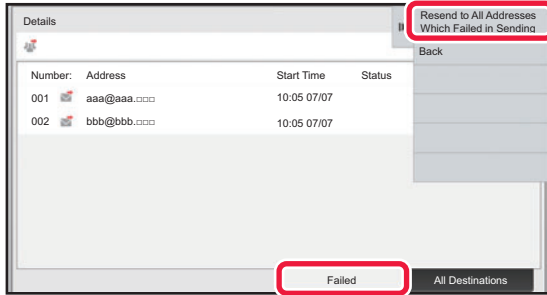 Details
Resend to All Addresses
Which Failed in Sending
Back
Number: Address Start Time Status
001 aaa@aaa.□□□ 10:05 07/07
002 bbb@bbb.□□□ 10:05 07/07
Failed All Destinations